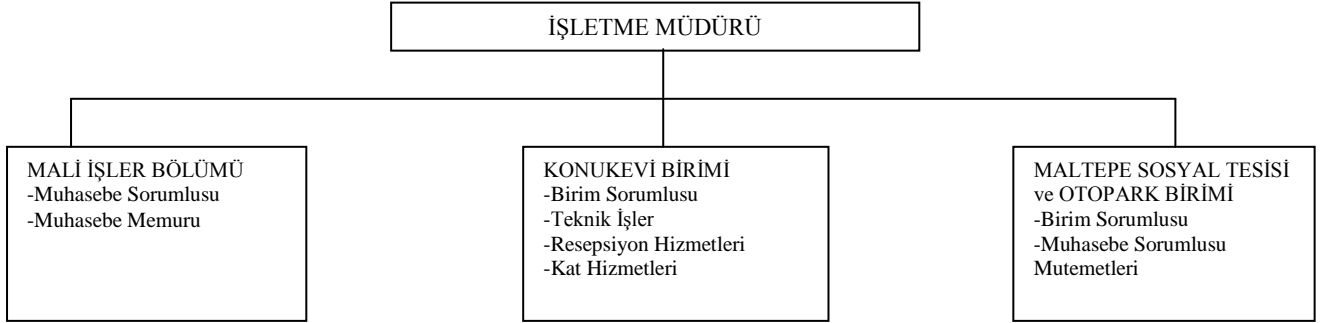 İŞLETME MÜDÜRÜ
MALİ İŞLER BÖLÜMÜ
-Muhasebe Sorumlusu
-Muhasebe Memuru
KONUKEVİ BİRİMİ
-Birim Sorumlusu
-Teknik İşler
-Resepsiyon Hizmetleri
-Kat Hizmetleri
MALTEPE SOSYAL TESİSİ
ve OTOPARK BİRİMİ
-Birim Sorumlusu
-Muhasebe Sorumlusu
Mutemetleri